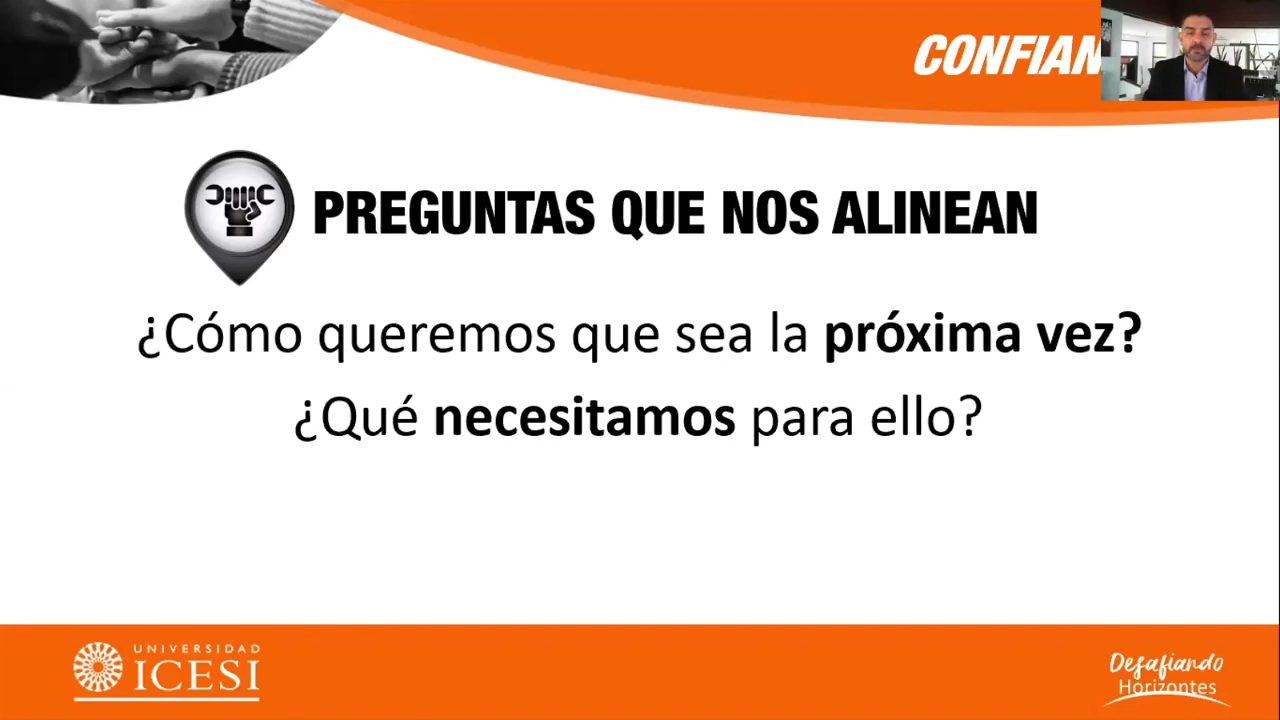 CONFIAN
PREGUNTAS QUE NOS ALINEAN
¿Cómo queremos que sea la próxima vez?
¿Qué necesitamos para ello?
UNIVERSIDAD
ICESI
Desafiando
Horizontes